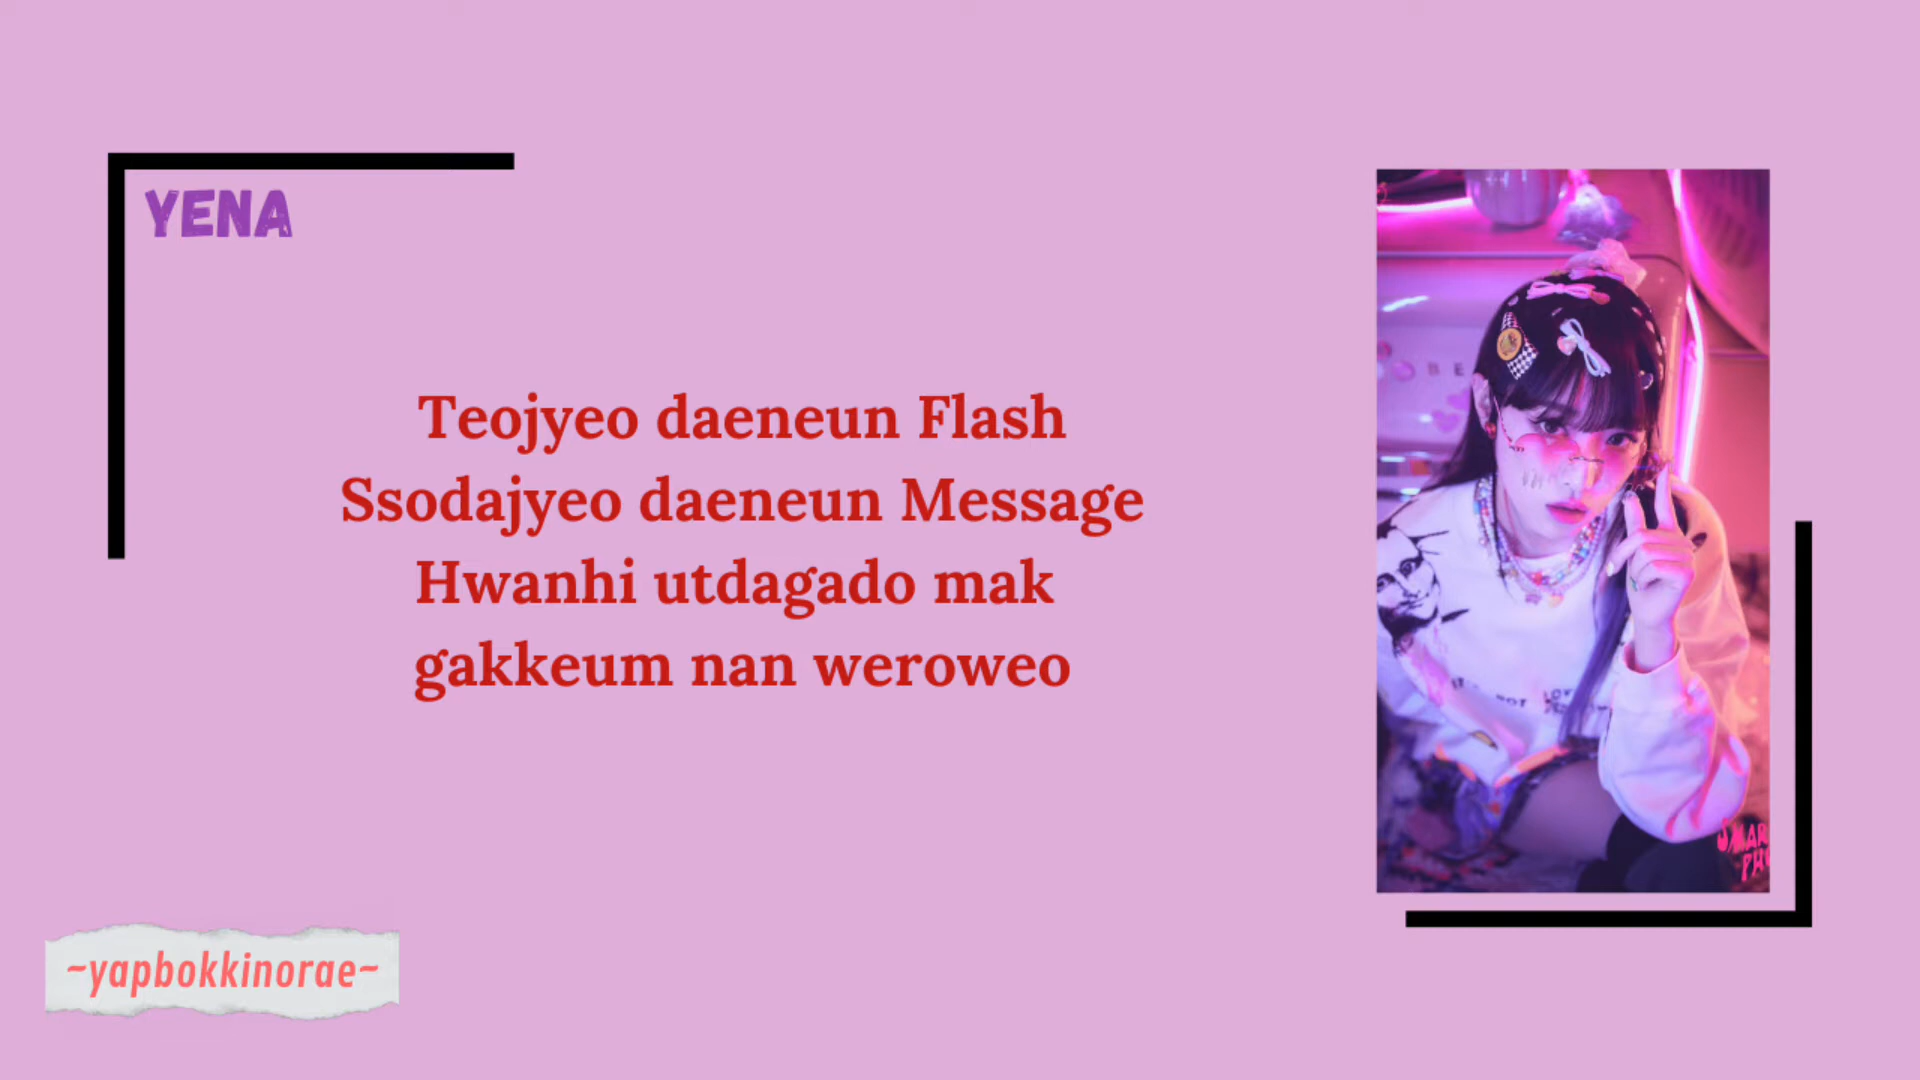 YENA
Teojyeo daeneun Flash
Ssodajyeo daeneun Message
Hwanhi utdagado mak
gakkeum nan weroweo
~yapbokkinorae~